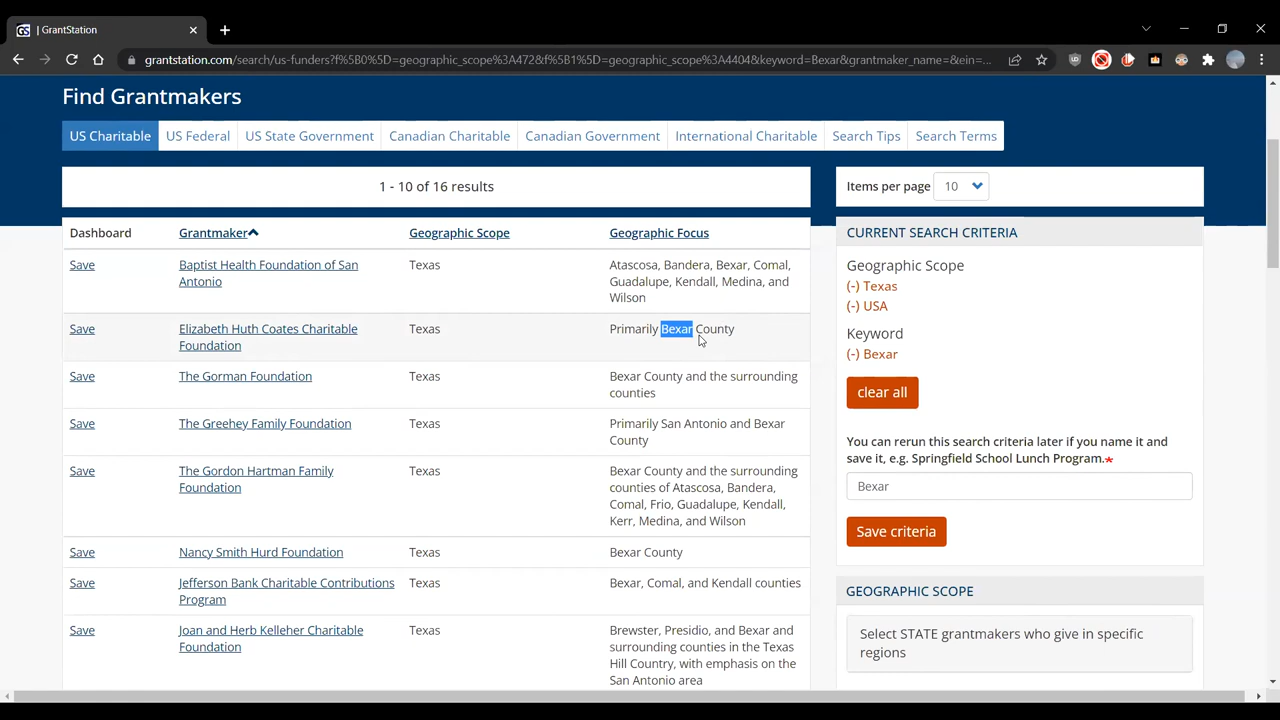 GS
| GrantStation
grantstation.com/search/us-funders?f%5B0%5D=geographic_scope%3A472&f%5B1%5D=geographic_scope%3A4404&keyword=Bexar&grantmaker_name=&ein=...
Find Grantmakers
US Charitable
US Federal
US State Government
Canadian Charitable
Canadian Government
International Charitable
Search Tips
Search Terms
1 - 10 of 16 results
Dashboard
Grantmaker
Geographic Scope
Geographic Focus
Save
Baptist Health Foundation of San
Antonio
Texas
Atascosa, Bandera, Bexar, Comal,
Guadalupe, Kendall, Medina, and
Wilson
Save
Elizabeth Huth Coates Charitable
Foundation
Texas
Primarily Bexar County
Save
The Gorman Foundation
Texas
Bexar County and the surrounding
counties
Save
The Greehey Family Foundation
Texas
Primarily San Antonio and Bexar
County
Save
The Gordon Hartman Family
Foundation
Texas
Bexar County and the surrounding
counties of Atascosa, Bandera,
Comal, Frio, Guadalupe, Kendall,
Kerr, Medina, and Wilson
Save
Nancy Smith Hurd Foundation
Texas
Bexar County
Save
Jefferson Bank Charitable Contributions
Program
Texas
Bexar, Comal, and Kendall counties
Save
Joan and Herb Kelleher Charitable
Foundation
Texas
Brewster, Presidio, and Bexar and
surrounding counties in the Texas
Hill Country, with emphasis on the
San Antonio area
Items per page
10
CURRENT SEARCH CRITERIA
Geographic Scope
(-) Texas
(-) USA
Keyword
(-) Bexar
clear all
You can rerun this search criteria later if you name it and
save it, e.g. Springfield School Lunch Program.*
Bexar
Save criteria
GEOGRAPHIC SCOPE
Select STATE grantmakers who give in specific
regions